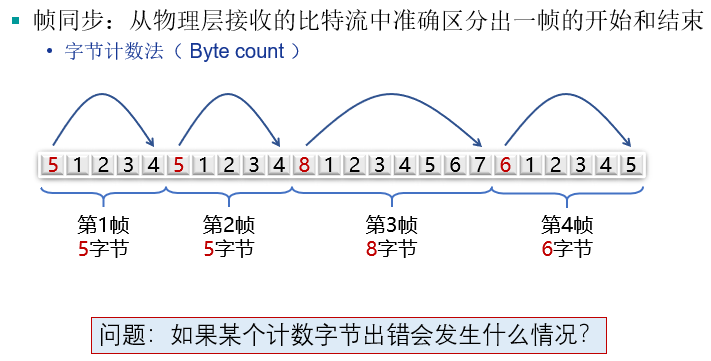 ▪ 帧同步：从物理层接收的比特流中准确区分出一帧的开始和结束
• 字节计数法（ Byte count ）
5 1 2 3 4 5 1 2 3 4 8 1 2 3 4 5 6 7 6 1 2 3 4 5
第1帧 第2帧 第3帧 第4帧
5字节 5字节 8字节 6字节
问题：如果某个计数字节出错会发生什么情况？